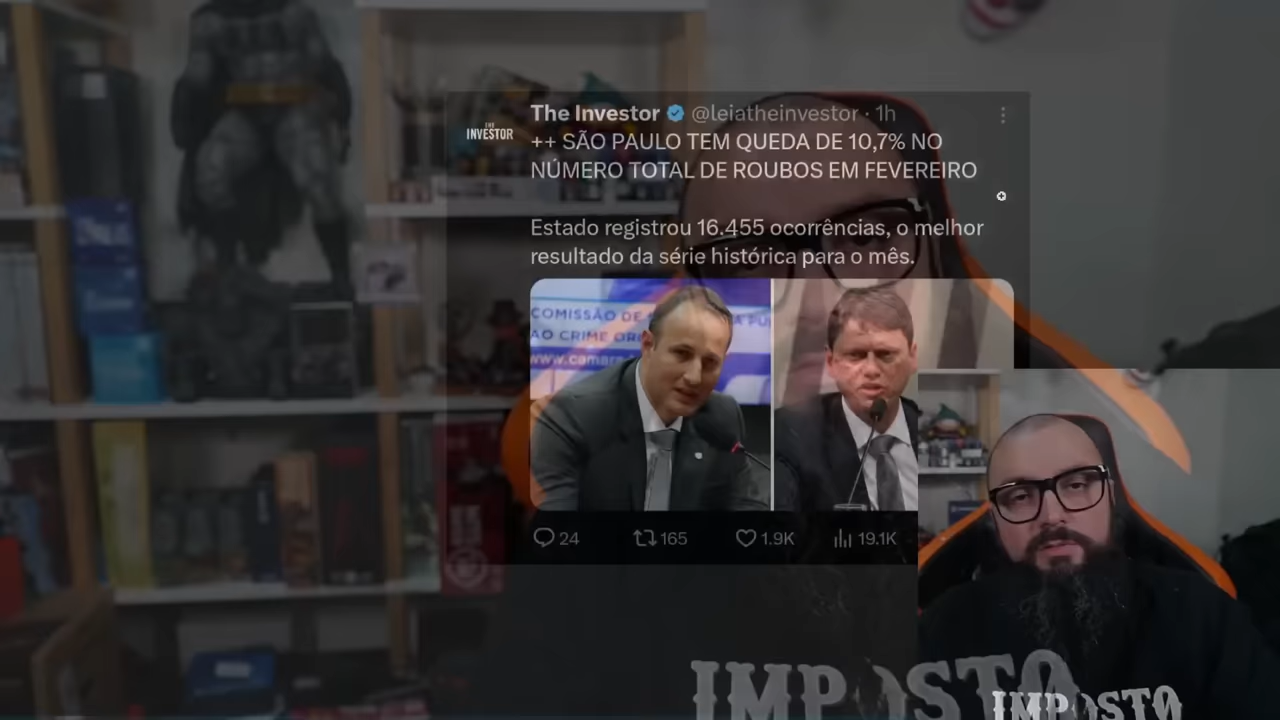 The Investor @leiatheinvestor · 1h
THE
INVESTOR
++ SÃO PAULO TEM QUEDA DE 10,7% NO
NÚMERO TOTAL DE ROUBOS EM FEVEREIRO
Estado registrou 16.455 ocorrências, o melhor
resultado da série histórica para o mês.
COMISSÃO DE
AO CRIME
www.camara
24 165 1.9K 19.1K
IMPOSTO
IMPOSTO